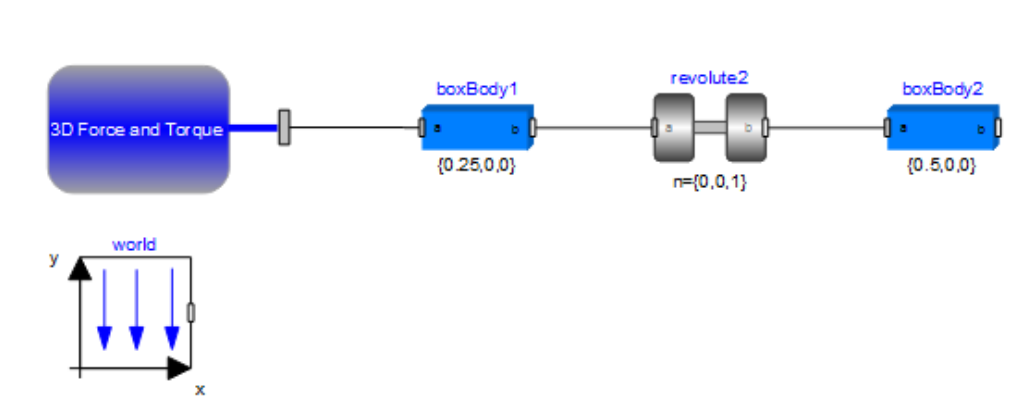 boxBody1
revolute2
boxBody2
3D Force and Torque
a
b
a
b
a
b
{0.25,0,0}
n={0,0,1}
{0.5,0,0}
world
y
x